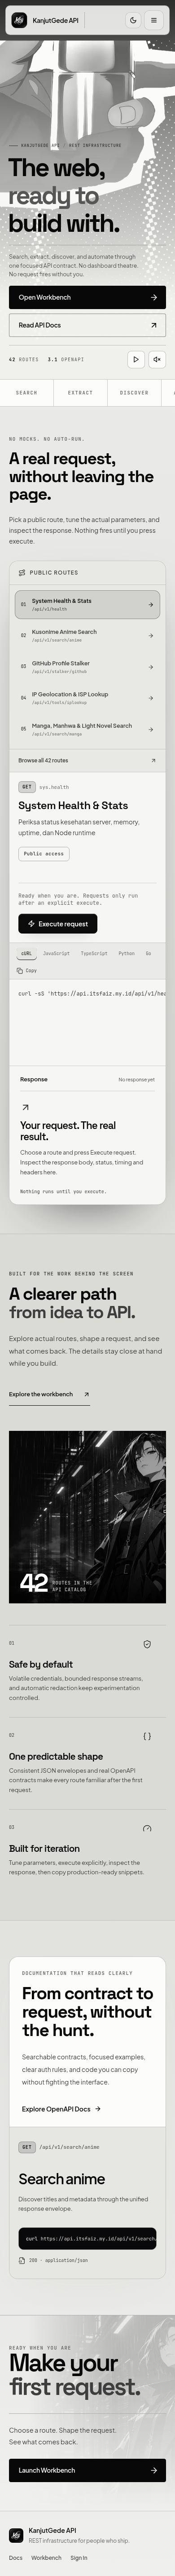 KanjutGede API
KANJUTGEDE API / REST INFRASTRUCTURE
The web,
ready to
build with.
Search, extract, discover, and automate through
one focused API contract. No dashboard theatre.
No request fires without you.
Open Workbench
Read API Docs
42 ROUTES 3.1 OPENAPI
SEARCH EXTRACT DISCOVER
NO MOCKS. NO AUTO-RUN.
A real request,
without leaving the
page.
Pick a public route, tune the actual parameters, and
inspect the response. Nothing fires until you press
execute.
PUBLIC ROUTES
01 System Health & Stats
/api/v1/health
02 Kusonime Anime Search
/api/v1/search/anime
03 GitHub Profile Stalker
/api/v1/stalker/github
04 IP Geolocation & ISP Lookup
/api/v1/tools/iplookup
05 Manga, Manhwa & Light Novel Search
/api/v1/search/manga
Browse all 42 routes
GET sys.health
System Health & Stats
Periksa status kesehatan server, memory,
uptime, dan Node runtime
Public access
Ready when you are. Requests only run
after an explicit execute.
Execute request
cURL JavaScript TypeScript Python Go
Copy
curl -sS 'https://api.itsfaiz.my.id/api/v1/hea
Response No response yet
Your request. The real
result.
Choose a route and press Execute request.
Inspect the response body, status, timing and
headers here.
Nothing runs until you execute.
BUILT FOR THE WORK BEHIND THE SCREEN
A clearer path
from idea to API.
Explore actual routes, shape a request, and see
what comes back. The details stay close at hand
while you build.
Explore the workbench
42 ROUTES IN THE
API CATALOG
01
Safe by default
Volatile credentials, bounded response streams,
and automatic redaction keep experimentation
controlled.
02
One predictable shape
Consistent JSON envelopes and real OpenAPI
contracts make every route familiar after the first
request.
03
Built for iteration
Tune parameters, execute explicitly, inspect the
response, then copy production-ready snippets.
DOCUMENTATION THAT READS CLEARLY
From contract to
request, without
the hunt.
Searchable contracts, focused examples,
clear auth rules, and code you can copy
without fighting the interface.
Explore OpenAPI Docs
GET /api/v1/search/anime
Search anime
Discover titles and metadata through the unified
response envelope.
curl https://api.itsfaiz.my.id/api/v1/search
200 · application/json
READY WHEN YOU ARE
Make your
first request.
Choose a route. Shape the request.
See what comes back.
Launch Workbench
KanjutGede API
REST infrastructure for people who ship.
Docs Workbench Sign in